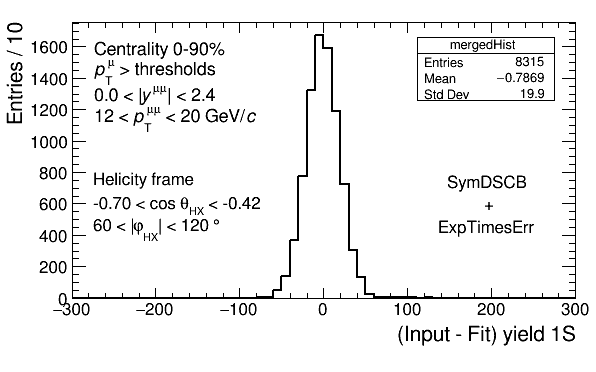 Entries / 10
1600
1400
1200
1000
800
600
400
200
0
−300 −200 −100 0 100 200 300
(Input - Fit) yield 1S
Centrality 0-90%
p_T^μ > thresholds
0.0 < |y^μμ| < 2.4
12 < p_T^μμ < 20 GeV/c
Helicity frame
-0.70 < cos θ_HX < -0.42
60 < |φ_HX| < 120 °
mergedHist
Entries 8315
Mean −0.7869
Std Dev 19.9
SymDSCB
+
ExpTimesErr